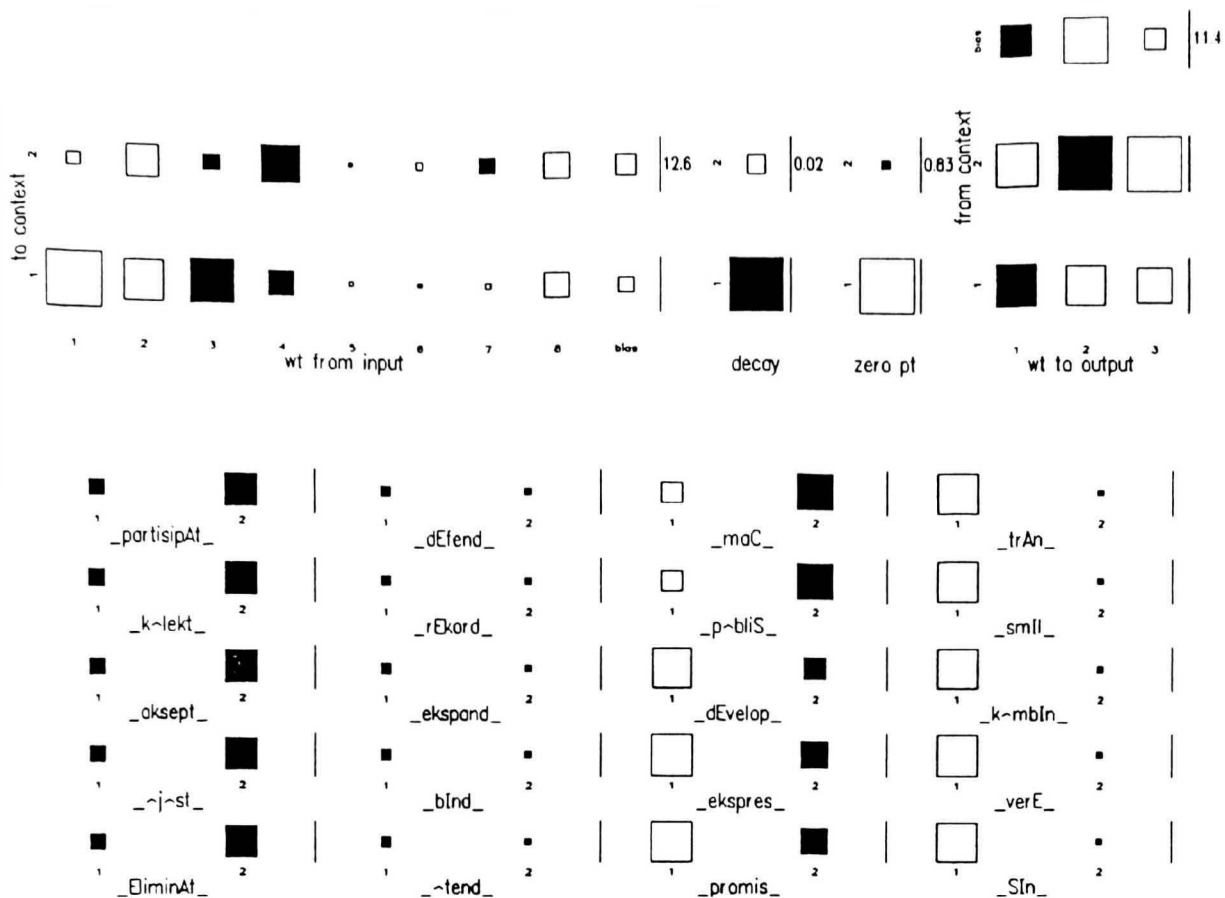 bias 11.4
to context
2 12.6 2 0.02 2 0.83
from context
2
1 1 1 1
1 2 3 4 5 6 7 8 bias 1 2 3
wt from input decay zero pt wt to output
1 2 1 2 1 2 1 2
_partisipAt_ _dEfend_ _maC_ _trAn_
1 2 1 2 1 2 1 2
_k~lekt_ _rEkord_ _p~bliS_ _smIl_
1 2 1 2 1 2 1 2
_aksept_ _ekspand_ _dEvelop_ _k~mbIn_
1 2 1 2 1 2 1 2
_~j~st_ _bInd_ _ekspres_ _verE_
1 2 1 2 1 2 1 2
_EliminAt_ _~tend_ _promis_ _SIn_